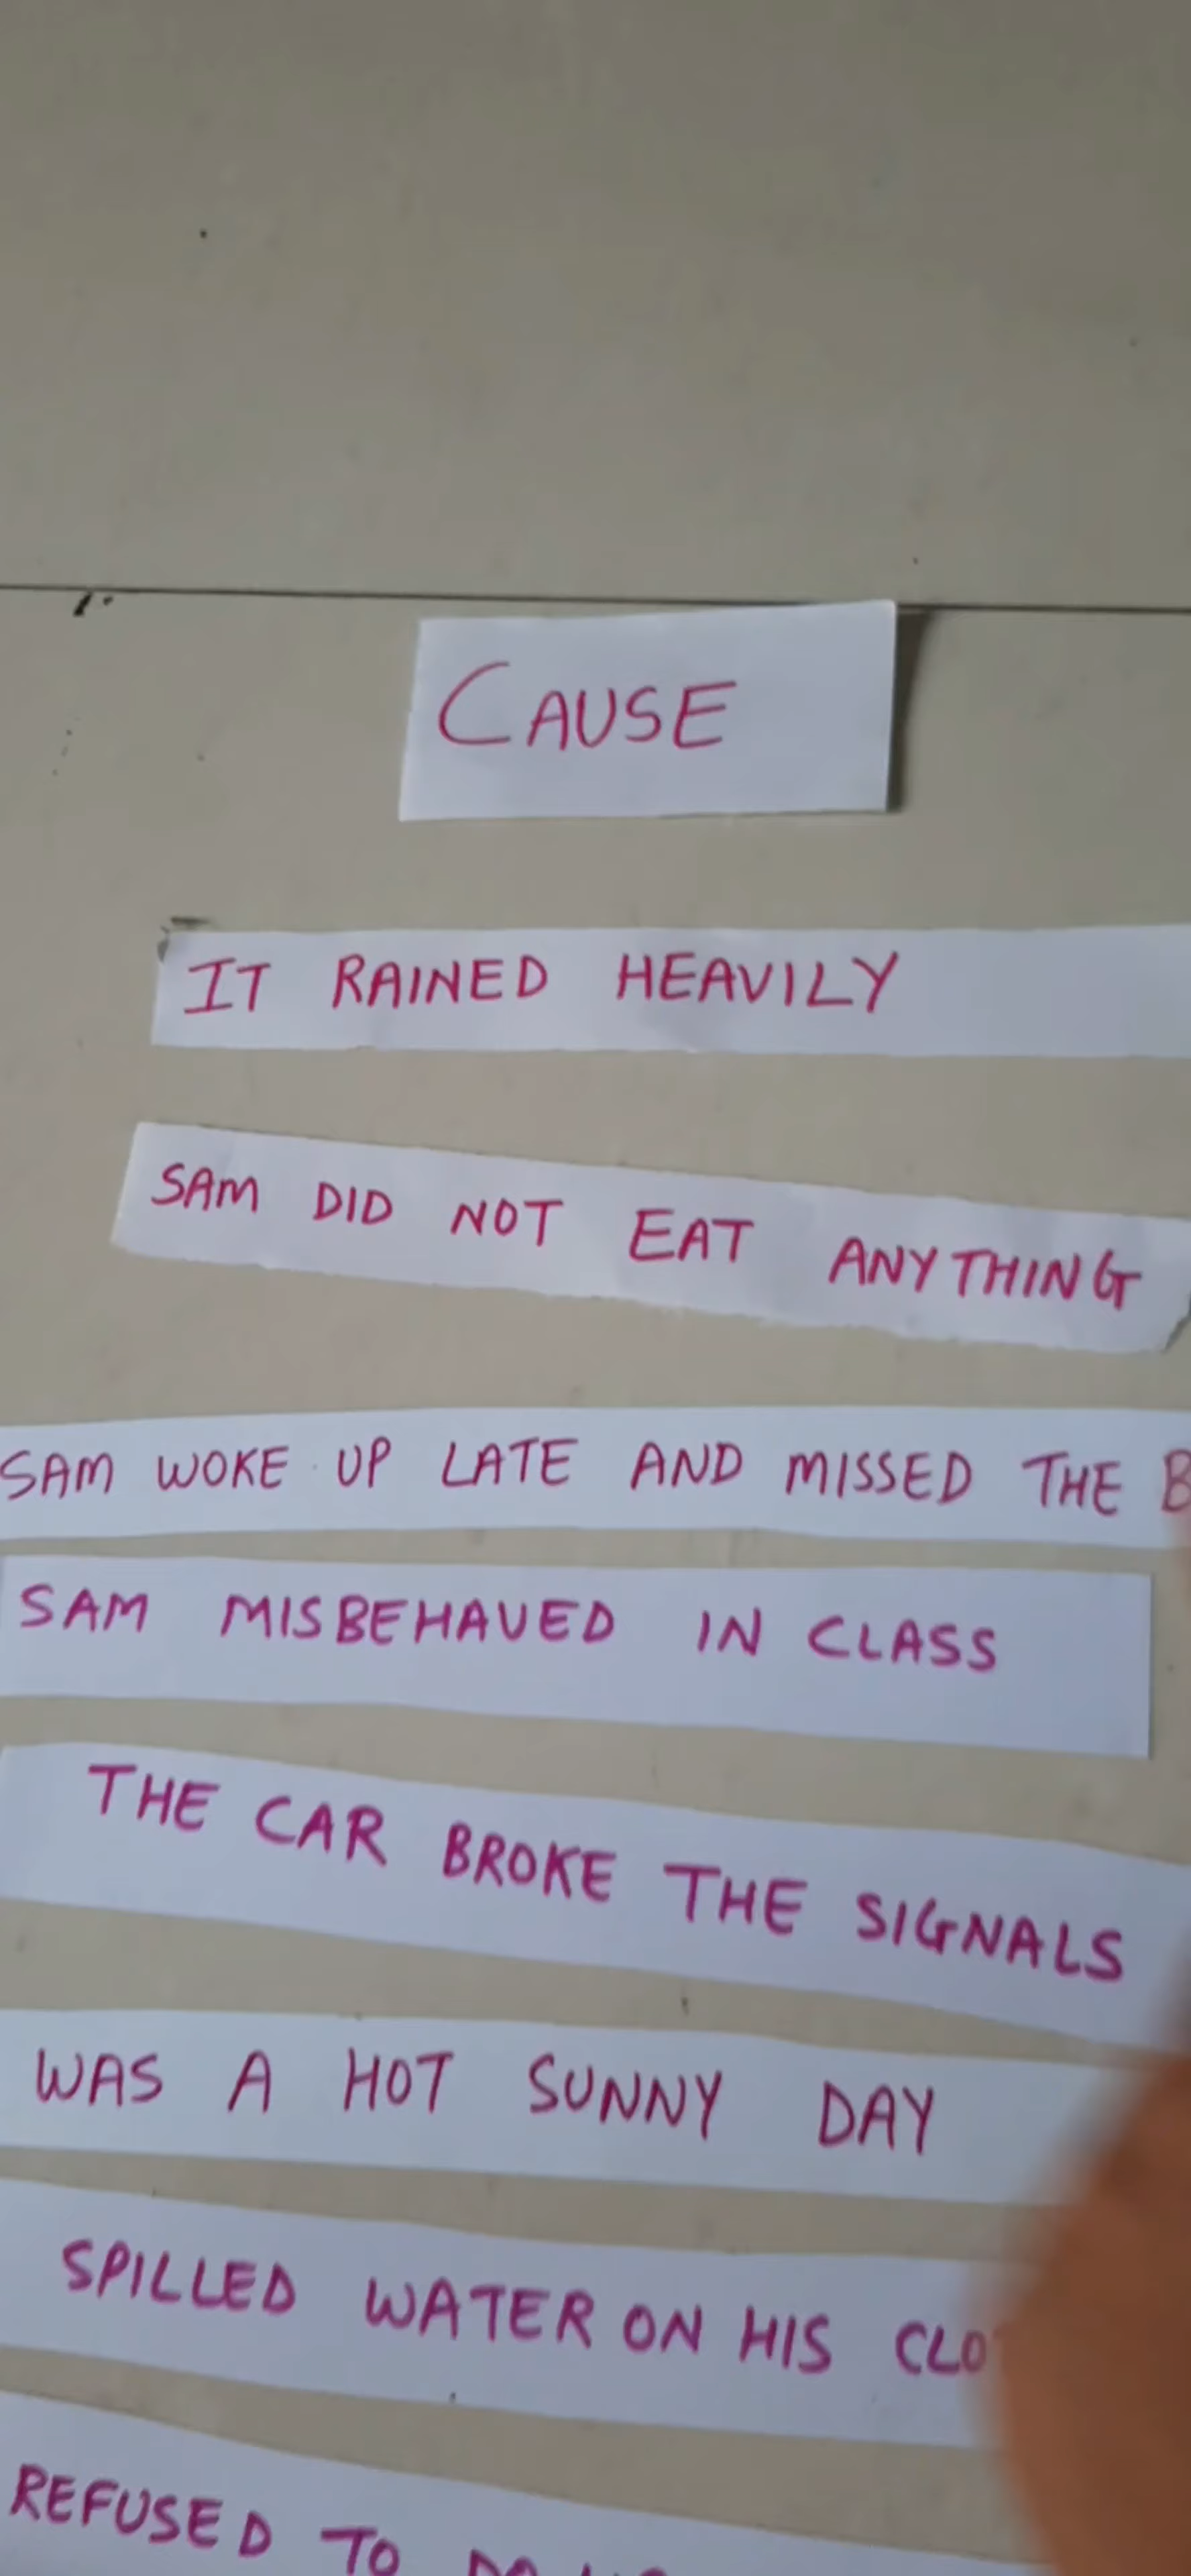 CAUSE
IT RAINED HEAVILY
SAM DID NOT EAT ANYTHING
SAM WOKE UP LATE AND MISSED THE
SAM MISBEHAVED IN CLASS
THE CAR BROKE THE SIGNALS
WAS A HOT SUNNY DAY
SPILLED WATER ON HIS
REFUSED TO